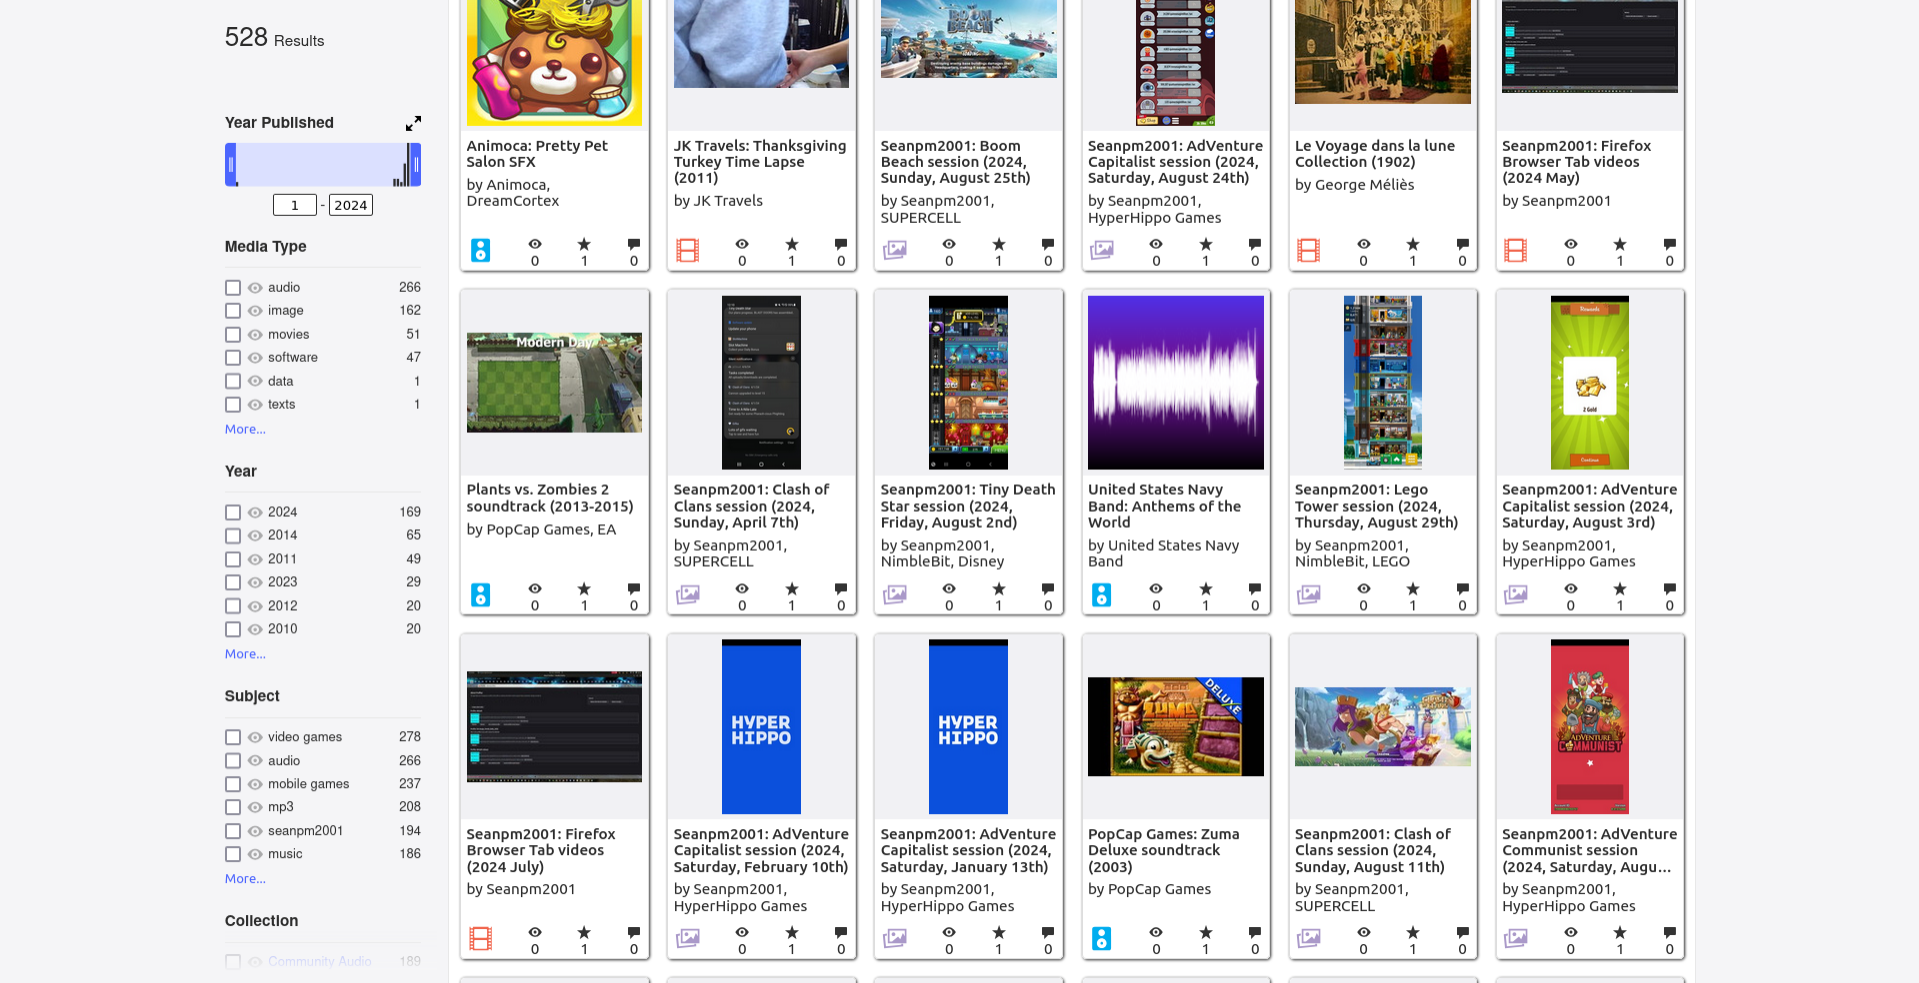 528 Results
Year Published
1 - 2024
Media Type
audio 266
image 162
movies 51
software 47
data 1
texts 1
More...
Year
2024 169
2014 65
2011 49
2023 29
2012 20
2010 20
More...
Subject
video games 278
audio 266
mobile games 237
mp3 208
seanpm2001 194
music 186
More...
Collection
Community Audio 189
Animoca: Pretty Pet
Salon SFX
by Animoca,
DreamCortex
0 1 0
JK Travels: Thanksgiving
Turkey Time Lapse
(2011)
by JK Travels
0 1 0
BOOM
BEACH
Seanpm2001: Boom
Beach session (2024,
Sunday, August 25th)
by Seanpm2001,
SUPERCELL
0 1 0
Seanpm2001: AdVenture
Capitalist session (2024,
Saturday, August 24th)
by Seanpm2001,
HyperHippo Games
0 1 0
Le Voyage dans la lune
Collection (1902)
by George Méliès
0 1 0
Seanpm2001: Firefox
Browser Tab videos
(2024 May)
by Seanpm2001
0 1 0
Modern Day
Plants vs. Zombies 2
soundtrack (2013-2015)
by PopCap Games, EA
0 1 0
Seanpm2001: Clash of
Clans session (2024,
Sunday, April 7th)
by Seanpm2001,
SUPERCELL
0 1 0
Seanpm2001: Tiny Death
Star session (2024,
Friday, August 2nd)
by Seanpm2001,
NimbleBit, Disney
0 1 0
United States Navy
Band: Anthems of the
World
by United States Navy
Band
0 1 0
Seanpm2001: Lego
Tower session (2024,
Thursday, August 29th)
by Seanpm2001,
NimbleBit, LEGO
0 1 0
Rewards
2 Gold
Continue
Seanpm2001: AdVenture
Capitalist session (2024,
Saturday, August 3rd)
by Seanpm2001,
HyperHippo Games
0 1 0
Seanpm2001: Firefox
Browser Tab videos
(2024 July)
by Seanpm2001
0 1 0
HYPER
HIPPO
Seanpm2001: AdVenture
Capitalist session (2024,
Saturday, February 10th)
by Seanpm2001,
HyperHippo Games
0 1 0
HYPER
HIPPO
Seanpm2001: AdVenture
Capitalist session (2024,
Saturday, January 13th)
by Seanpm2001,
HyperHippo Games
0 1 0
DELUXE
ZUMA
PopCap Games: Zuma
Deluxe soundtrack
(2003)
by PopCap Games
0 1 0
Seanpm2001: Clash of
Clans session (2024,
Sunday, August 11th)
by Seanpm2001,
SUPERCELL
0 1 0
ADVENTURE
COMMUNIST
Seanpm2001: AdVenture
Communist session
(2024, Saturday, Augu...
by Seanpm2001,
HyperHippo Games
0 1 0